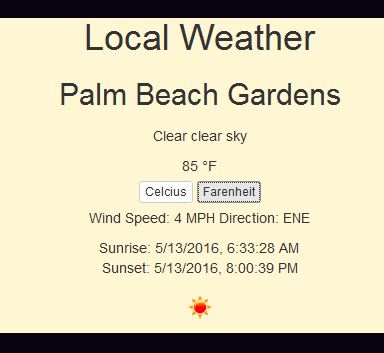 Local Weather
Palm Beach Gardens
Clear clear sky
85 °F
Celcius Farenheit
Wind Speed: 4 MPH Direction: ENE
Sunrise: 5/13/2016, 6:33:28 AM
Sunset: 5/13/2016, 8:00:39 PM